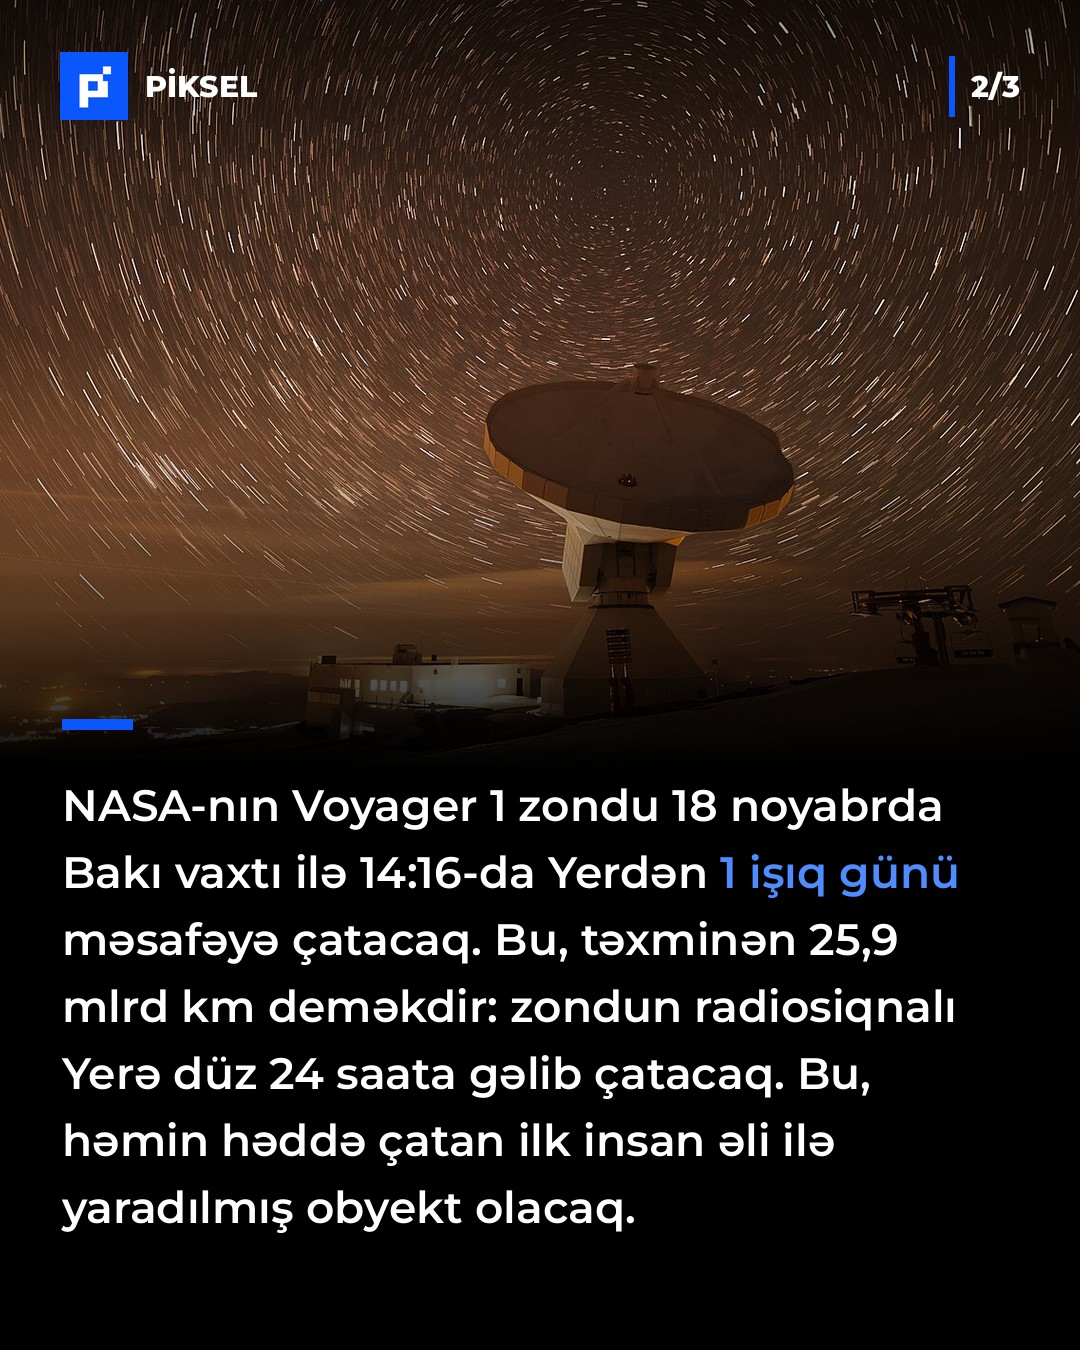 PİKSEL
2/3
NASA-nın Voyager 1 zondu 18 noyabrda
Bakı vaxtı ilə 14:16-da Yerdən 1 işıq günü
məsafəyə çatacaq. Bu, təxminən 25,9
mlrd km deməkdir: zondun radiosiqnalı
Yerə düz 24 saata gəlib çatacaq. Bu,
həmin həddə çatan ilk insan əli ilə
yaradılmış obyekt olacaq.